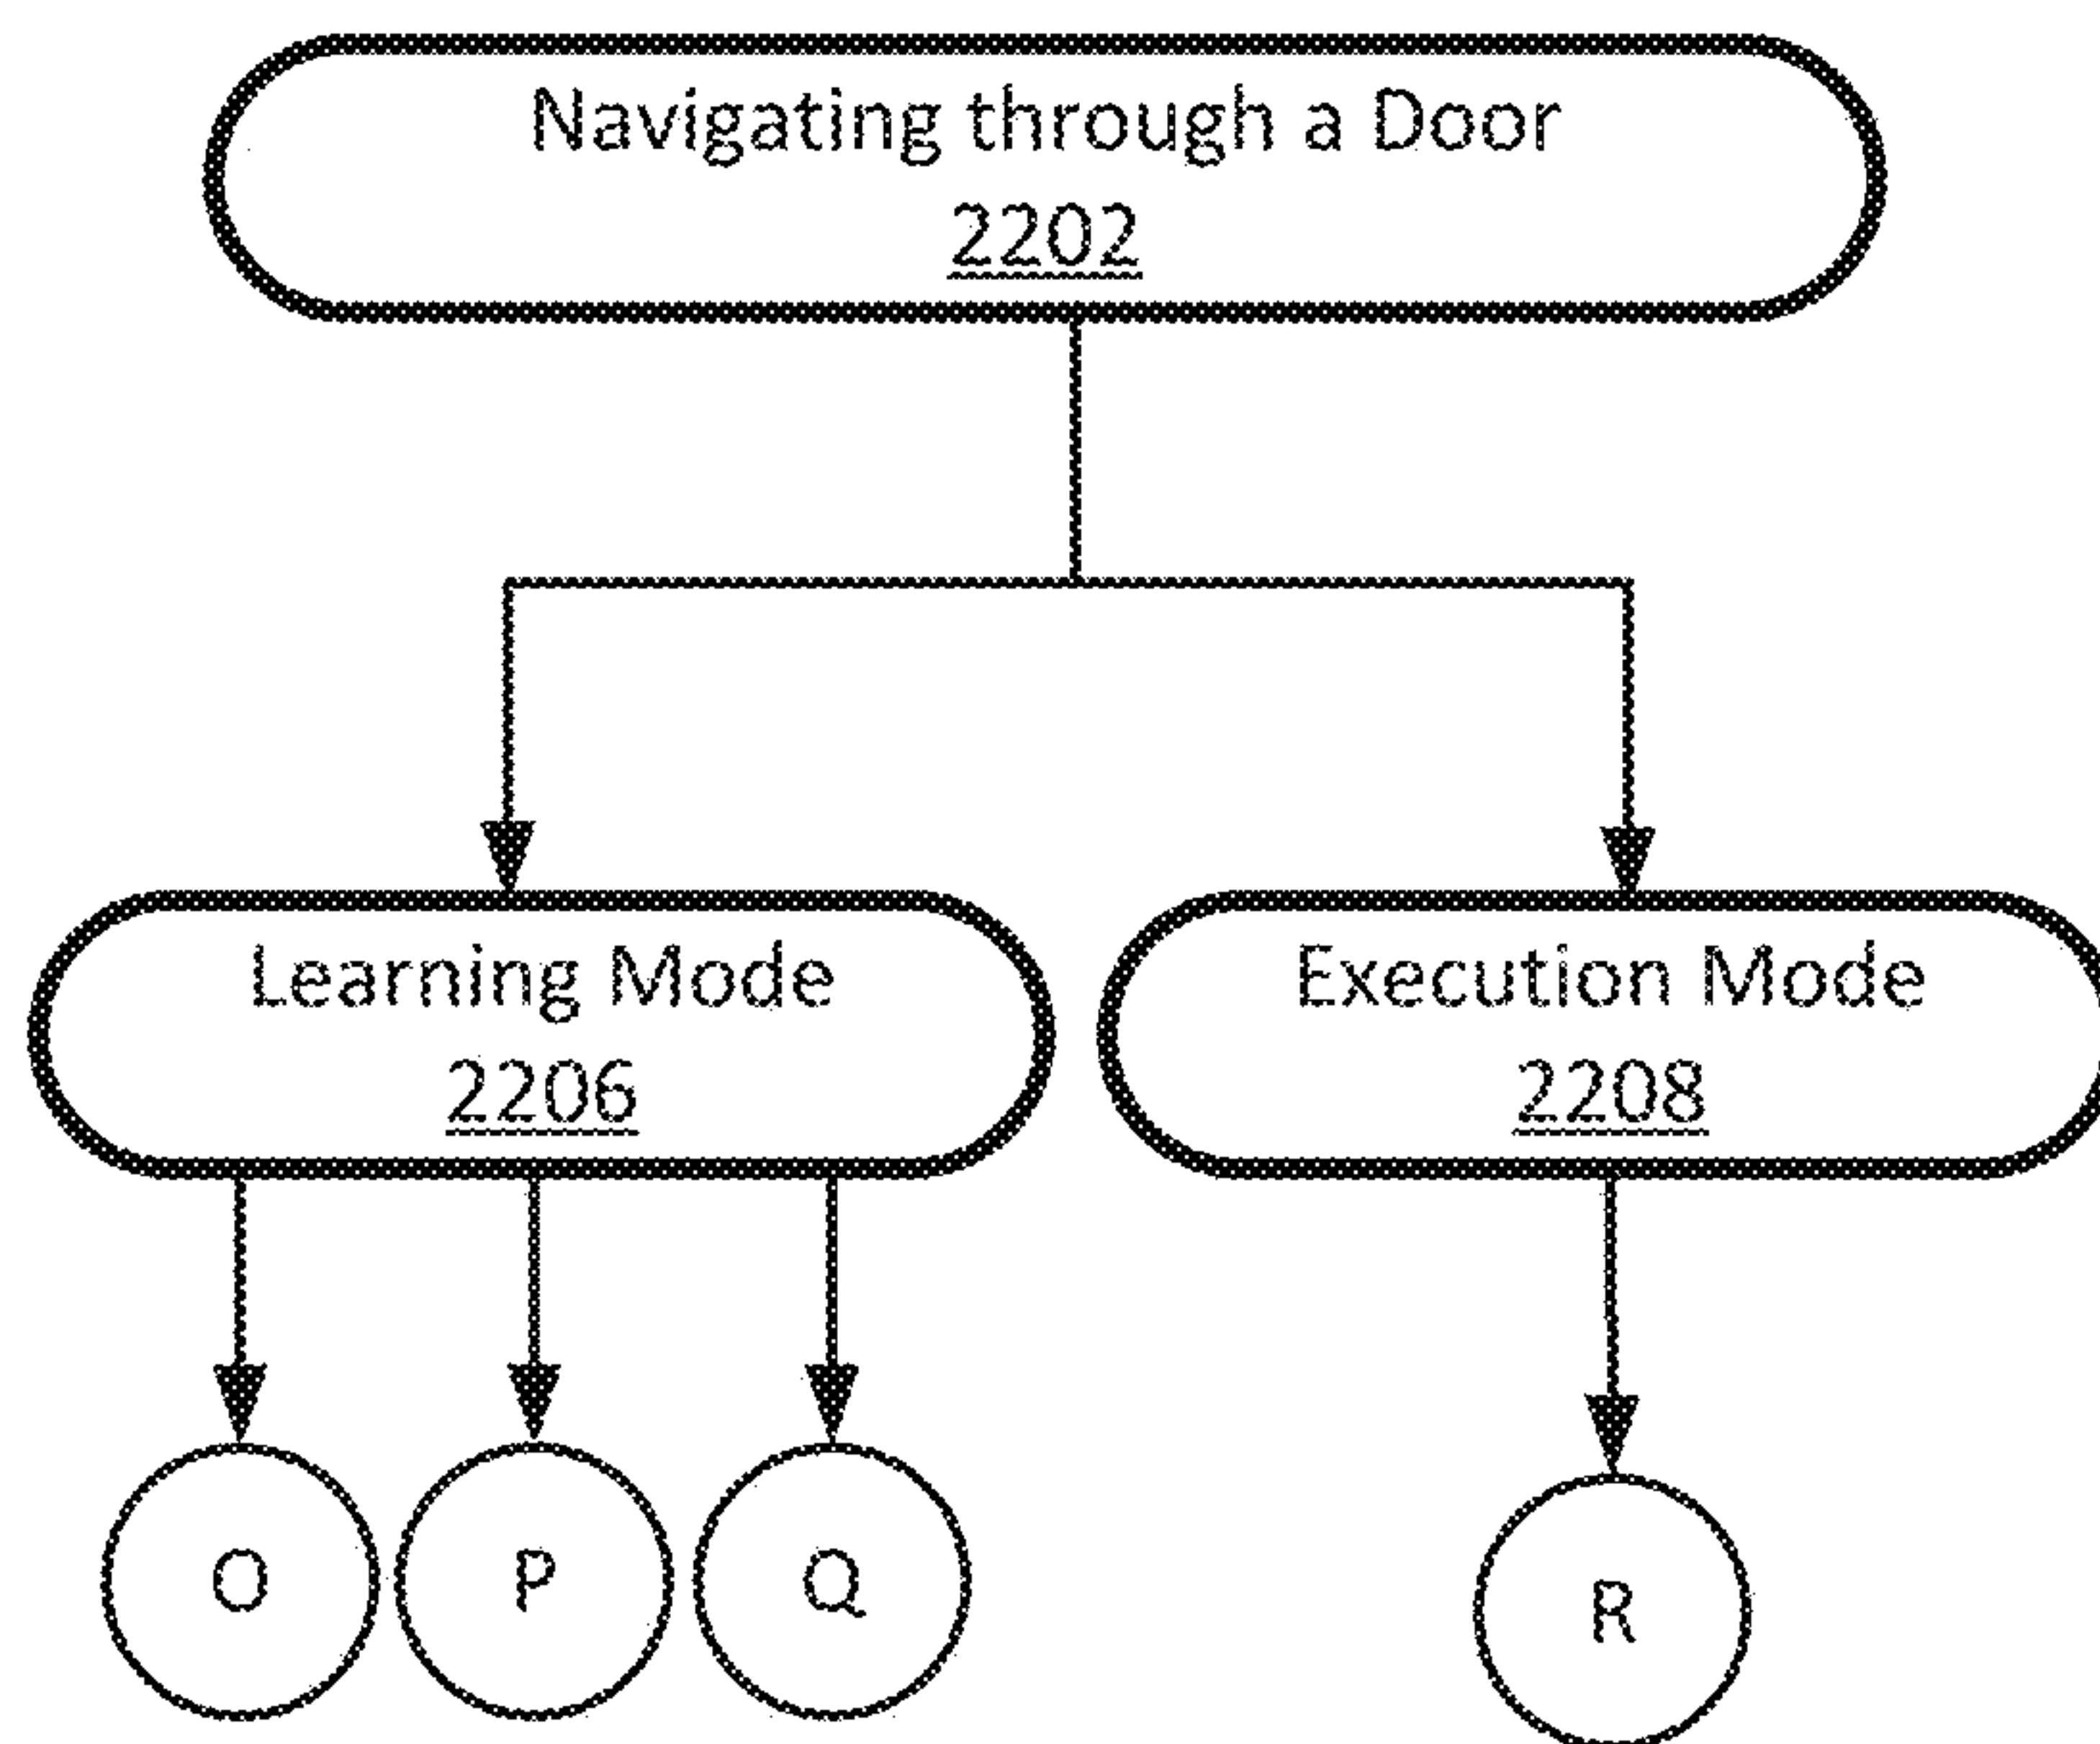 Navigating through a Door
2202
Learning Mode
2206
Execution Mode
2208
O
P
Q
R